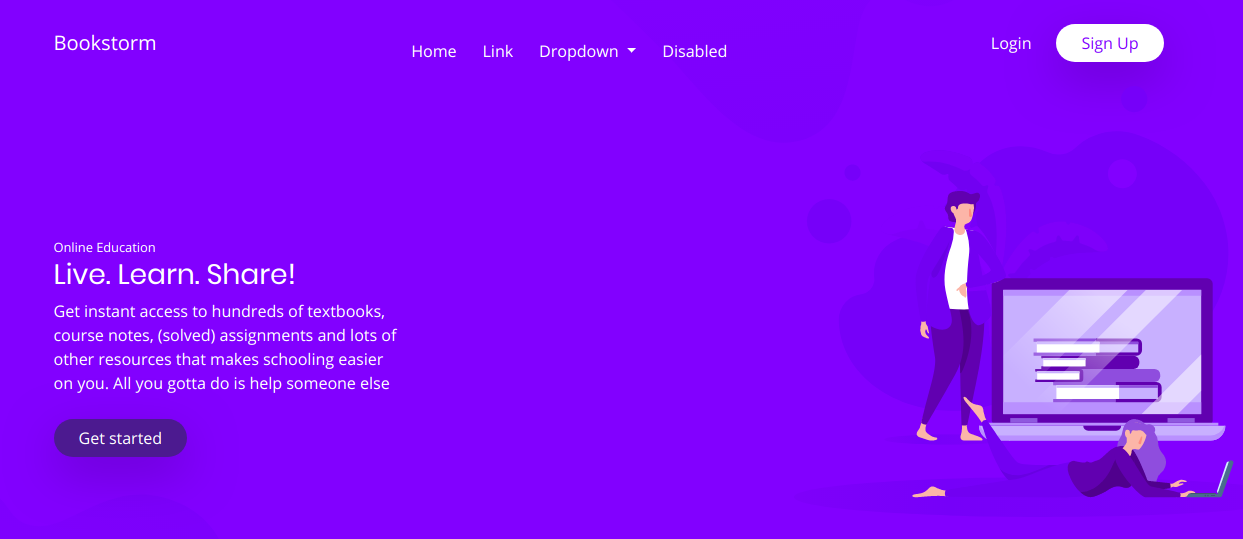 Bookstorm
Home Link Dropdown Disabled
Login Sign Up
Online Education
Live. Learn. Share!
Get instant access to hundreds of textbooks,
course notes, (solved) assignments and lots of
other resources that makes schooling easier
on you. All you gotta do is help someone else
Get started